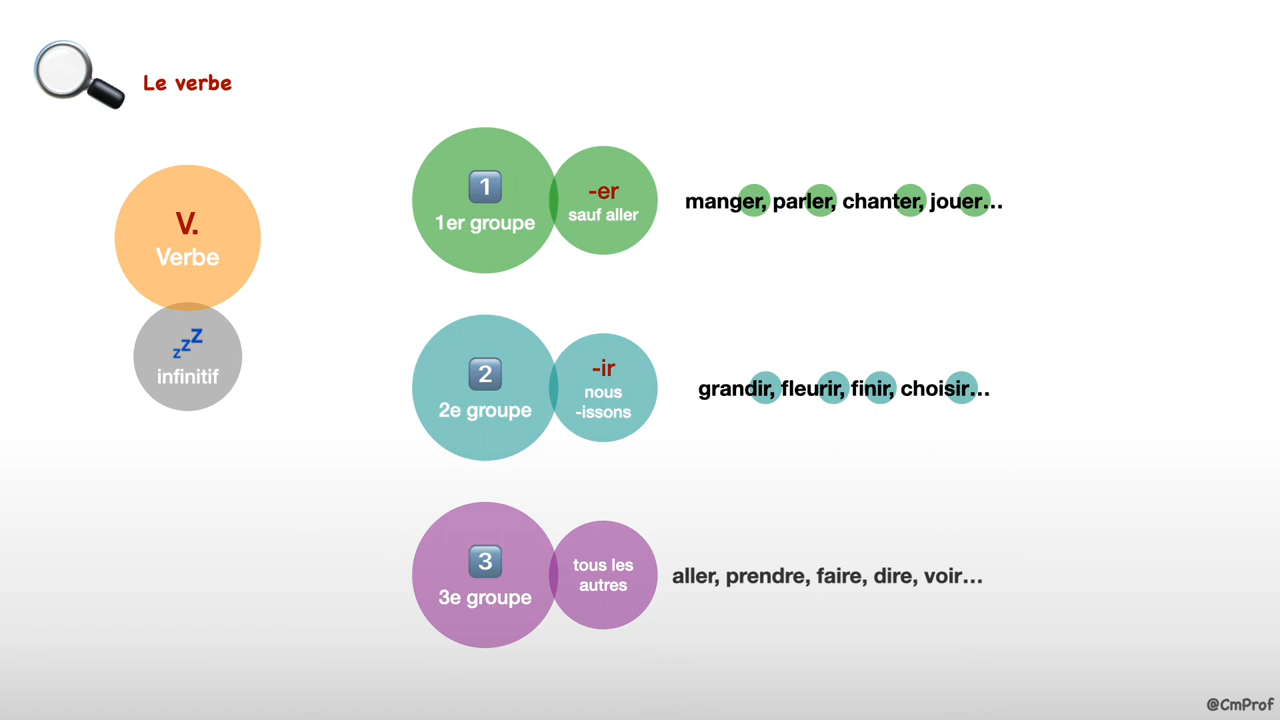 Le verbe
V.
Verbe
zzz
infinitif
1
1er groupe
-er
sauf aller
manger, parler, chanter, jouer…
2
2e groupe
-ir
nous
-issons
grandir, fleurir, finir, choisir…
3
3e groupe
tous les
autres
aller, prendre, faire, dire, voir…
@CmProf